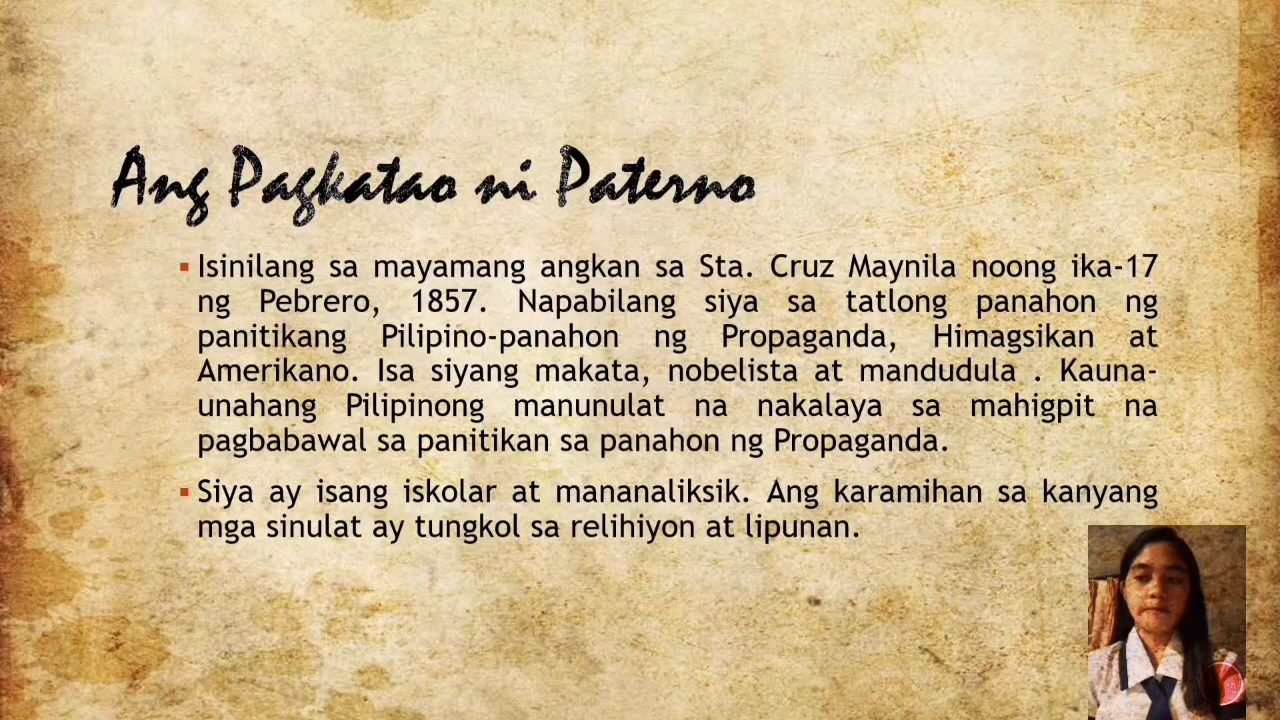 Ang Pagkatao ni Paterno
Isinilang sa mayamang angkan sa Sta. Cruz Maynila noong ika-17
ng Pebrero, 1857. Napabilang siya sa tatlong panahon ng
panitikang Pilipino-panahon ng Propaganda, Himagsikan at
Amerikano. Isa siyang makata, nobelista at mandudula . Kauna-
unahang Pilipinong manunulat na nakalaya sa mahigpit na
pagbabawal sa panitikan sa panahon ng Propaganda.
Siya ay isang iskolar at mananaliksik. Ang karamihan sa kanyang
mga sinulat ay tungkol sa relihiyon at lipunan.